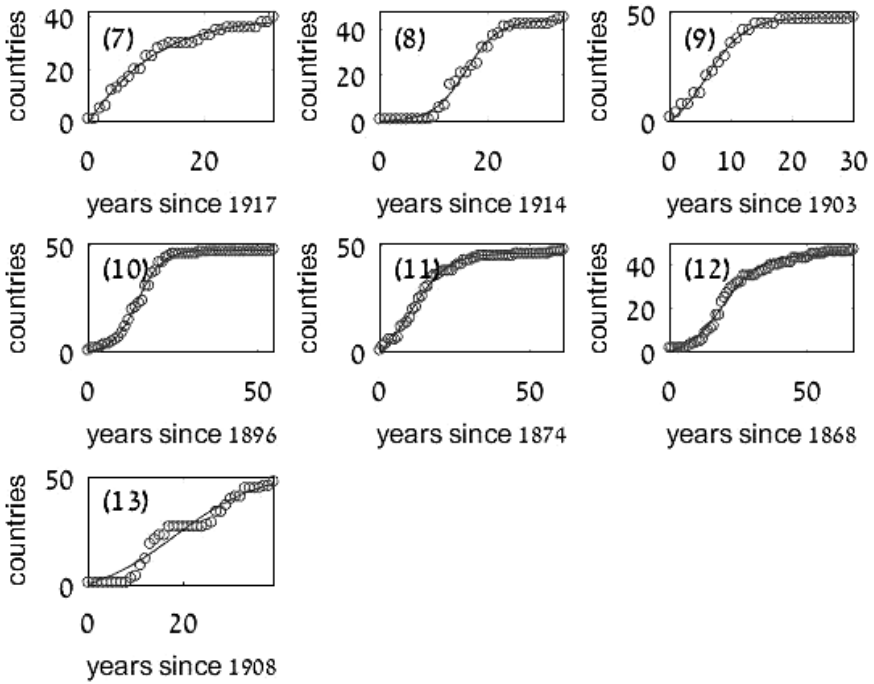 40
20
0
countries
(7)
0 20
years since 1917
40
20
0
countries
(8)
0 20
years since 1914
50
0
countries
(9)
0 10 20 30
years since 1903
50
0
countries
(10)
0 50
years since 1896
50
0
countries
(11)
0 50
years since 1874
40
20
0
countries
(12)
0 50
years since 1868
50
0
countries
(13)
0 20
years since 1908